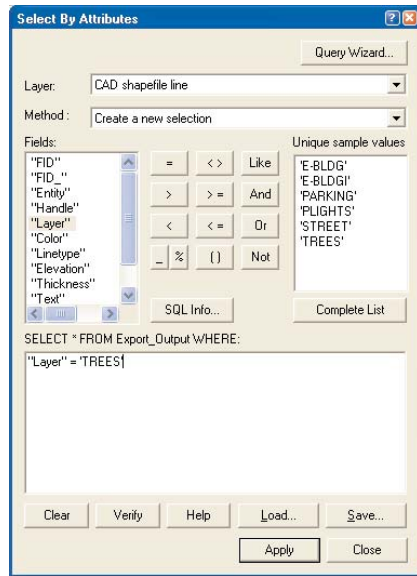 Select By Attributes
Query Wizard...
Layer: CAD shapefile line
Method : Create a new selection
Fields:
"FID"
"FID_"
"Entity"
"Handle"
"Layer"
"Color"
"Linetype"
"Elevation"
"Thickness"
"Text"
= < > Like
> > = And
< < = Or
_ % () Not
SQL Info...
Unique sample values
'E-BLDG'
'E-BLDGI'
'PARKING'
'PLIGHTS'
'STREET'
'TREES'
Complete List
SELECT * FROM Export_Output WHERE:
"Layer" = 'TREES'
Clear Verify Help Load... Save...
Apply Close